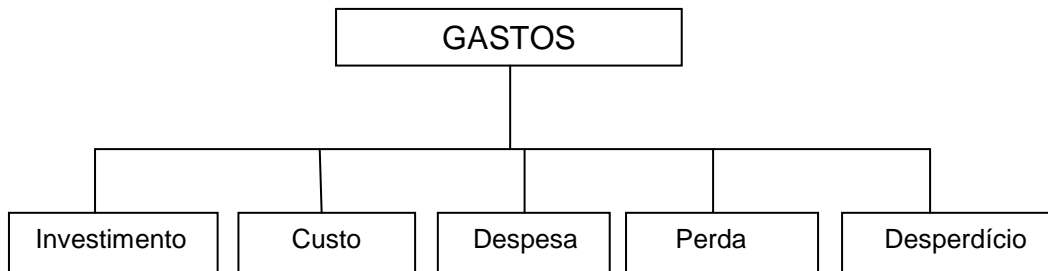 GASTOS
Investimento
Custo
Despesa
Perda
Desperdício